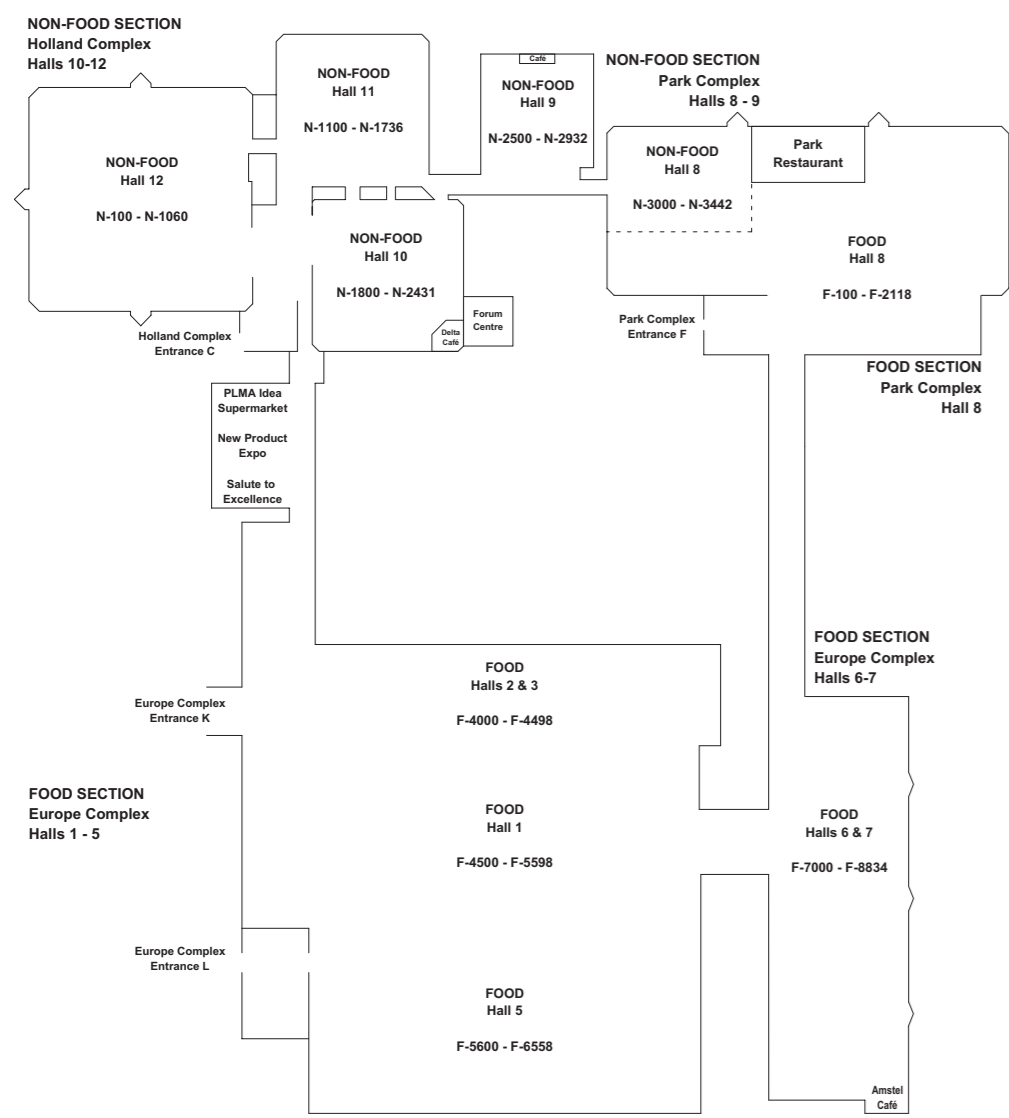 NON-FOOD SECTION
Holland Complex
Halls 10-12
NON-FOOD
Hall 11
N-1100 - N-1736
Café
NON-FOOD
Hall 9
N-2500 - N-2932
NON-FOOD SECTION
Park Complex
Halls 8 - 9
NON-FOOD
Hall 12
N-100 - N-1060
NON-FOOD
Hall 8
N-3000 - N-3442
Park
Restaurant
NON-FOOD
Hall 10
N-1800 - N-2431
FOOD
Hall 8
F-100 - F-2118
Forum
Centre
Delta
Café
Holland Complex
Entrance C
Park Complex
Entrance F
FOOD SECTION
Park Complex
Hall 8
PLMA Idea
Supermarket
New Product
Expo
Salute to
Excellence
FOOD SECTION
Europe Complex
Halls 6-7
FOOD
Halls 2 & 3
F-4000 - F-4498
Europe Complex
Entrance K
FOOD SECTION
Europe Complex
Halls 1 - 5
FOOD
Hall 1
F-4500 - F-5598
FOOD
Halls 6 & 7
F-7000 - F-8834
Europe Complex
Entrance L
FOOD
Hall 5
F-5600 - F-6558
Amstel
Café